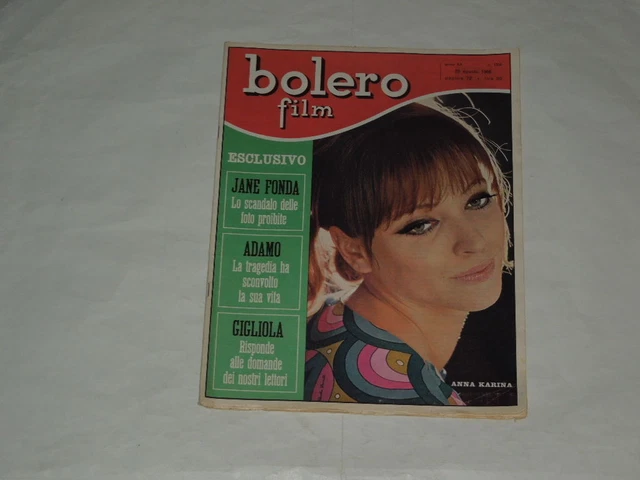 bolero
film
ESCLUSIVO
JANE FONDA
Lo scandalo delle
foto proibite
ADAMO
La tragedia ha
sconvolto
la sua vita
GIGLIOLA
Risponde
alle domande
dei nostri lettori
ANNA KARINA